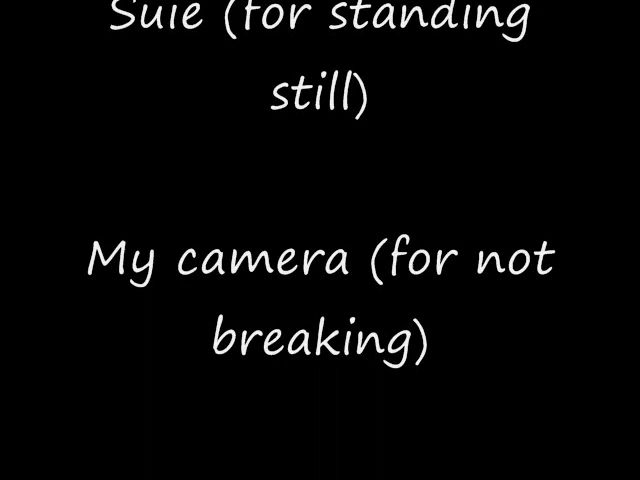 Suie (for standing
still)
My camera (for not
breaking)